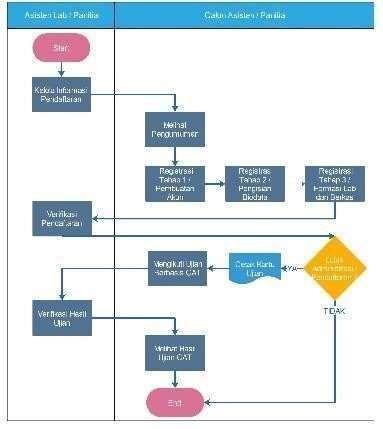 Asisten Lab / Panitia
Calon Asisten / Panitia
Start
Kelola Informasi
Pendaftaran
Melihat
Pengumuman
Registrasi
Tahap 1 /
Pembuatan
Akun
Registrasi
Tahap 2 /
Pengisian
Biodata
Registrasi
Tahap 3 /
Formasi Lab
dan Berkas
Verifikasi
Pendaftaran
Lulus
Administrasi
Pendaftaran
YA
Cetak Kartu
Ujian
Mengikuti Ujian
Berbasis CAT
TIDAK
Verifikasi Hasil
Ujian
Melihat Hasil
Ujian CAT
End